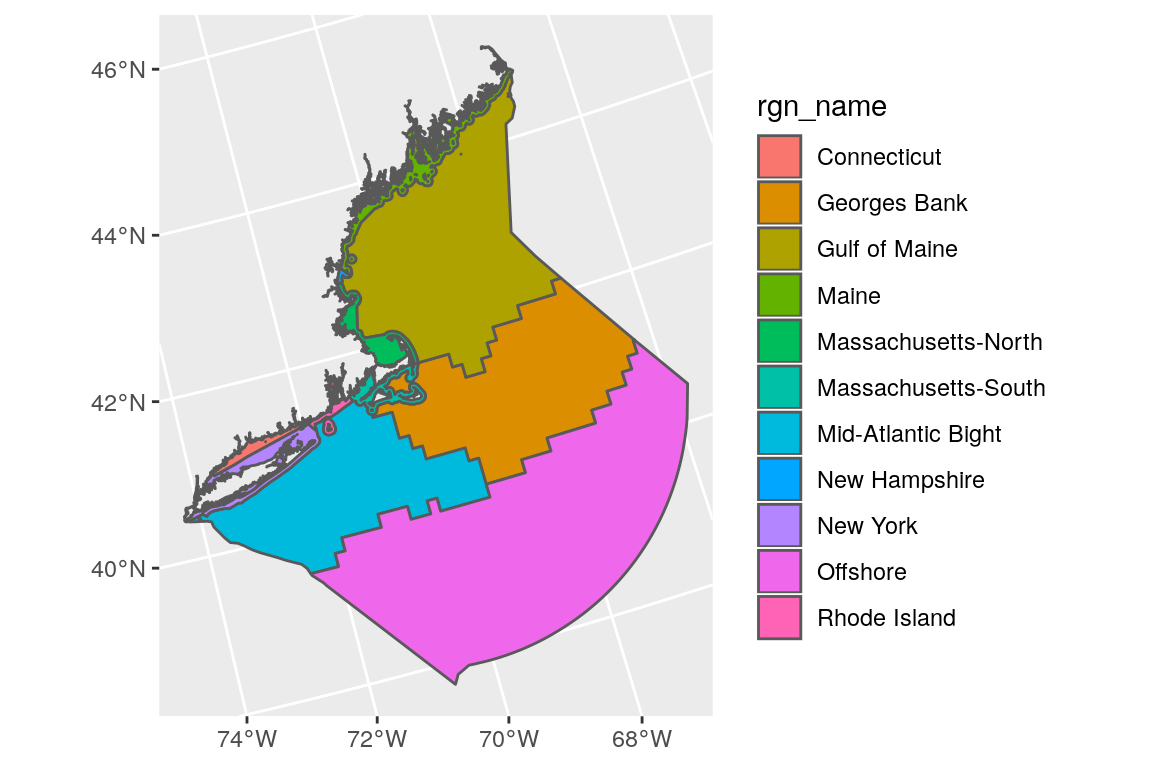 46°N
44°N
42°N
40°N
74°W
72°W
70°W
68°W
rgn_name
Connecticut
Georges Bank
Gulf of Maine
Maine
Massachusetts-North
Massachusetts-South
Mid-Atlantic Bight
New Hampshire
New York
Offshore
Rhode Island